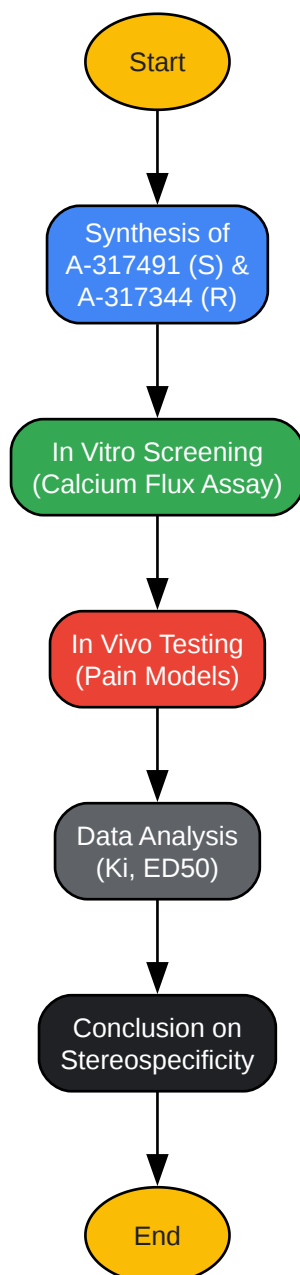 Start
Synthesis of
A-317491 (S) &
A-317344 (R)
In Vitro Screening
(Calcium Flux Assay)
In Vivo Testing
(Pain Models)
Data Analysis
(Ki, ED50)
Conclusion on
Stereospecificity
End